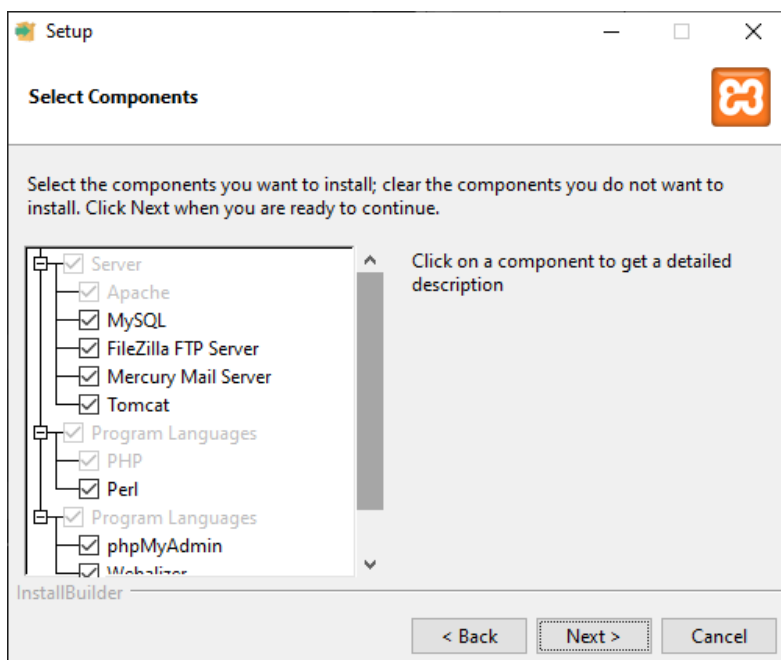 Setup
Select Components
Select the components you want to install; clear the components you do not want to
install. Click Next when you are ready to continue.
Server
Apache
MySQL
FileZilla FTP Server
Mercury Mail Server
Tomcat
Program Languages
PHP
Perl
Program Languages
phpMyAdmin
Webalizer
Click on a component to get a detailed
description
InstallBuilder
< Back
Next >
Cancel